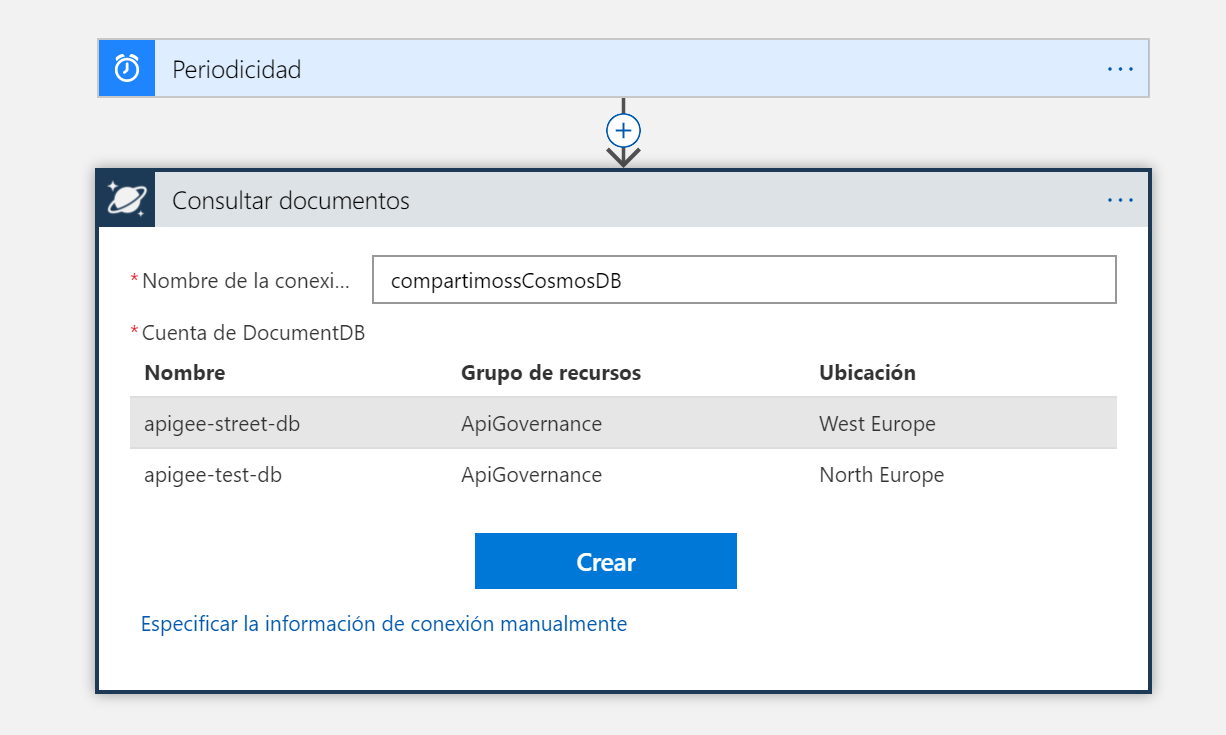 Periodicidad
Consultar documentos
* Nombre de la conexi... compartimossCosmosDB
* Cuenta de DocumentDB
Nombre Grupo de recursos Ubicación
apigee-street-db ApiGovernance West Europe
apigee-test-db ApiGovernance North Europe
Crear
Especificar la información de conexión manualmente